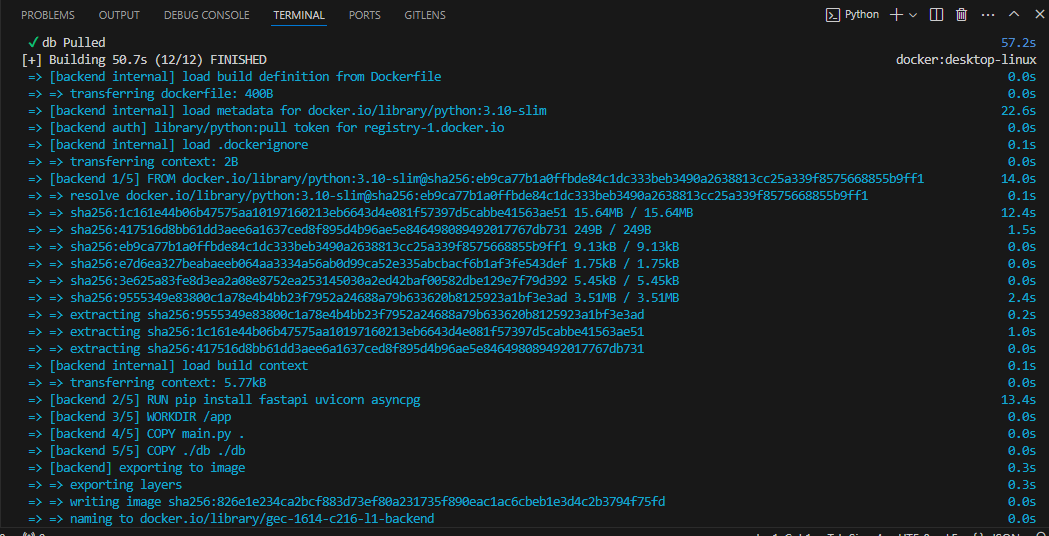 PROBLEMS OUTPUT DEBUG CONSOLE TERMINAL PORTS GITLENS Python
✓ db Pulled 57.2s
[+] Building 50.7s (12/12) FINISHED docker:desktop-linux
=> [backend internal] load build definition from Dockerfile 0.0s
=> => transferring dockerfile: 400B 0.0s
=> [backend internal] load metadata for docker.io/library/python:3.10-slim 22.6s
=> [backend auth] library/python:pull token for registry-1.docker.io 0.0s
=> [backend internal] load .dockerignore 0.1s
=> => transferring context: 2B 0.0s
=> [backend 1/5] FROM docker.io/library/python:3.10-slim@sha256:eb9ca77b1a0ffbde84c1dc333beb3490a2638813cc25a339f8575668855b9ff1 14.0s
=> => resolve docker.io/library/python:3.10-slim@sha256:eb9ca77b1a0ffbde84c1dc333beb3490a2638813cc25a339f8575668855b9ff1 0.1s
=> => sha256:1c161e44b06b47575aa10197160213eb6643d4e081f57397d5cabbe41563ae51 15.64MB / 15.64MB 12.4s
=> => sha256:417516d8bb61dd3aee6a1637ced8f895d4b96ae5e846498089492017767db731 249B / 249B 1.5s
=> => sha256:eb9ca77b1a0ffbde84c1dc333beb3490a2638813cc25a339f8575668855b9ff1 9.13kB / 9.13kB 0.0s
=> => sha256:e7d6ea327beabaeeb064aa3334a56ab0d99ca52e335abcbacf6b1af3fe543def 1.75kB / 1.75kB 0.0s
=> => sha256:3e625a83fe8d3ea2a08e8752ea253145030a2ed42baf00582dbe129e7f79d392 5.45kB / 5.45kB 0.0s
=> => sha256:9555349e83800c1a78e4b4bb23f7952a24688a79b633620b8125923a1bf3e3ad 3.51MB / 3.51MB 2.4s
=> => extracting sha256:9555349e83800c1a78e4b4bb23f7952a24688a79b633620b8125923a1bf3e3ad 0.2s
=> => extracting sha256:1c161e44b06b47575aa10197160213eb6643d4e081f57397d5cabbe41563ae51 1.0s
=> => extracting sha256:417516d8bb61dd3aee6a1637ced8f895d4b96ae5e846498089492017767db731 0.0s
=> [backend internal] load build context 0.1s
=> => transferring context: 5.77kB 0.0s
=> [backend 2/5] RUN pip install fastapi uvicorn asyncpg 13.4s
=> [backend 3/5] WORKDIR /app 0.0s
=> [backend 4/5] COPY main.py . 0.0s
=> [backend 5/5] COPY ./db ./db 0.0s
=> [backend] exporting to image 0.3s
=> => exporting layers 0.3s
=> => writing image sha256:826e1e234ca2bcf883d73ef80a231735f890eac1ac6cbeb1e3d4c2b3794f75fd 0.0s
=> => naming to docker.io/library/gec-1614-c216-l1-backend 0.0s